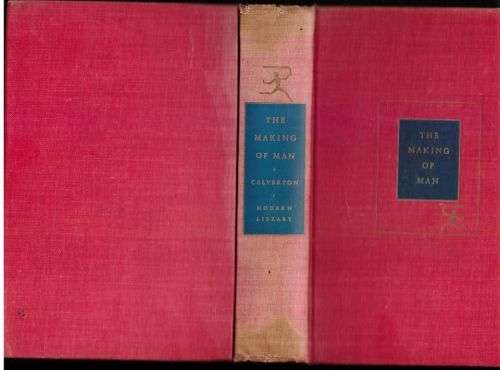 THE
MAKING
OF MAN
CALVERTON
MODERN
LIBRARY
THE
MAKING
OF
MAN